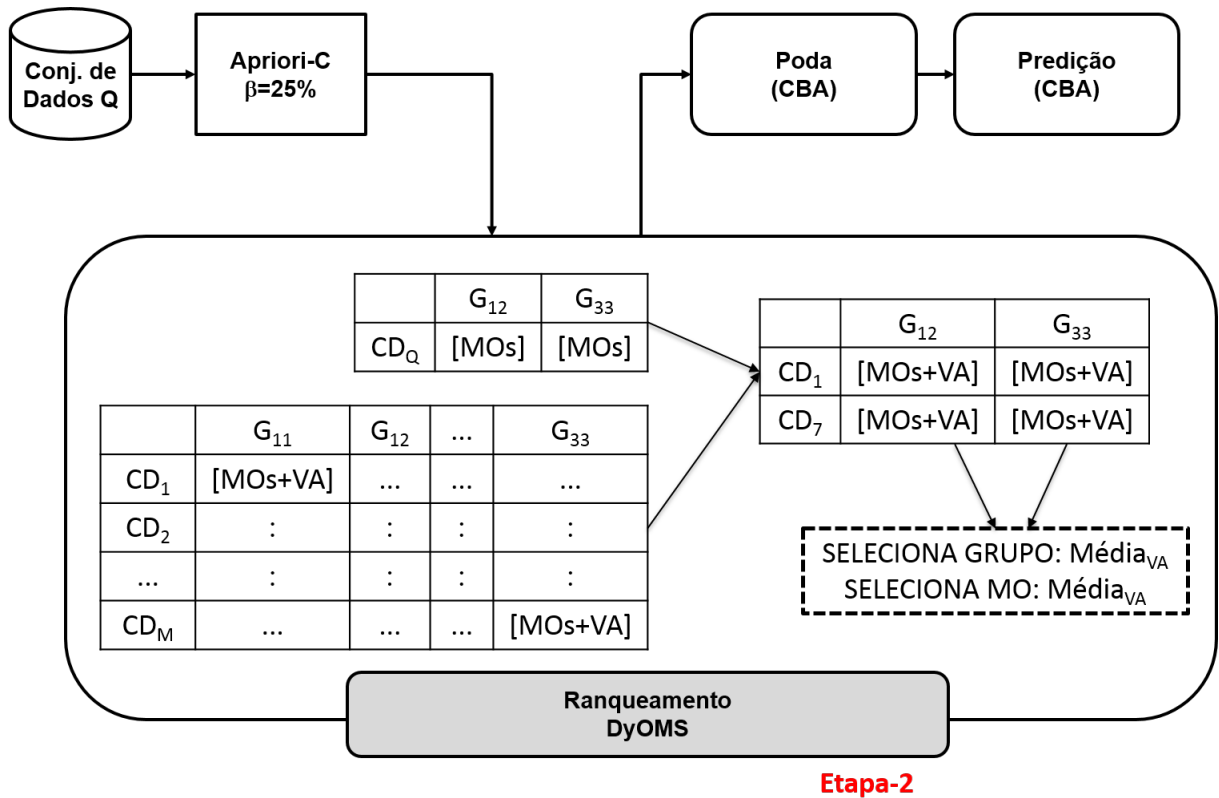 Conj. de
Dados Q
Apriori-C
β=25%
Poda
(CBA)
Predição
(CBA)
G12 G33
CDQ [MOs] [MOs]
G12 G33
CD1 [MOs+VA] [MOs+VA]
CD7 [MOs+VA] [MOs+VA]
G11 G12 ... G33
CD1 [MOs+VA] ... ... ...
CD2 : : : :
... : : : :
CDM ... ... ... [MOs+VA]
SELECIONA GRUPO: MédiaVA
SELECIONA MO: MédiaVA
Ranqueamento
DyOMS
Etapa-2